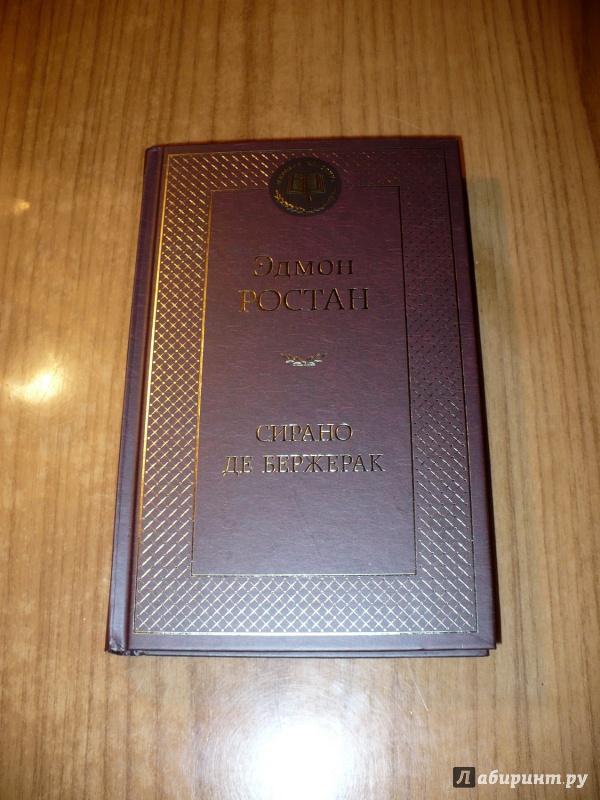 Эдмон
РОСТАН
СИРАНО
ДЕ БЕРЖЕРАК
Лабиринт.ру